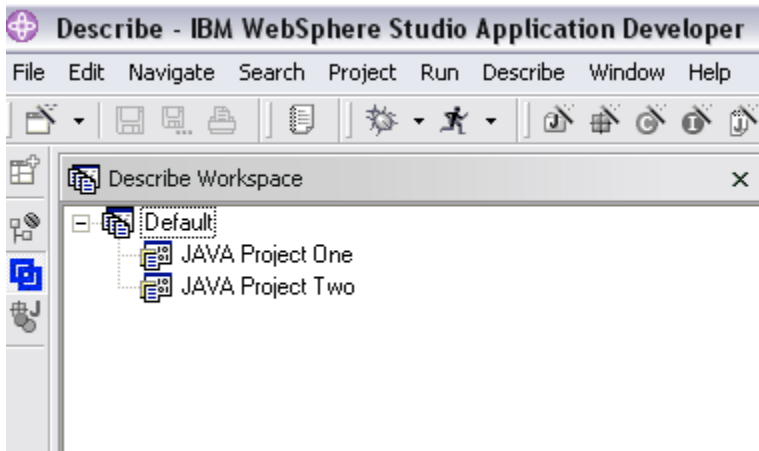 Describe - IBM WebSphere Studio Application Developer
File Edit Navigate Search Project Run Describe Window Help
Describe Workspace
Default
JAVA Project One
JAVA Project Two